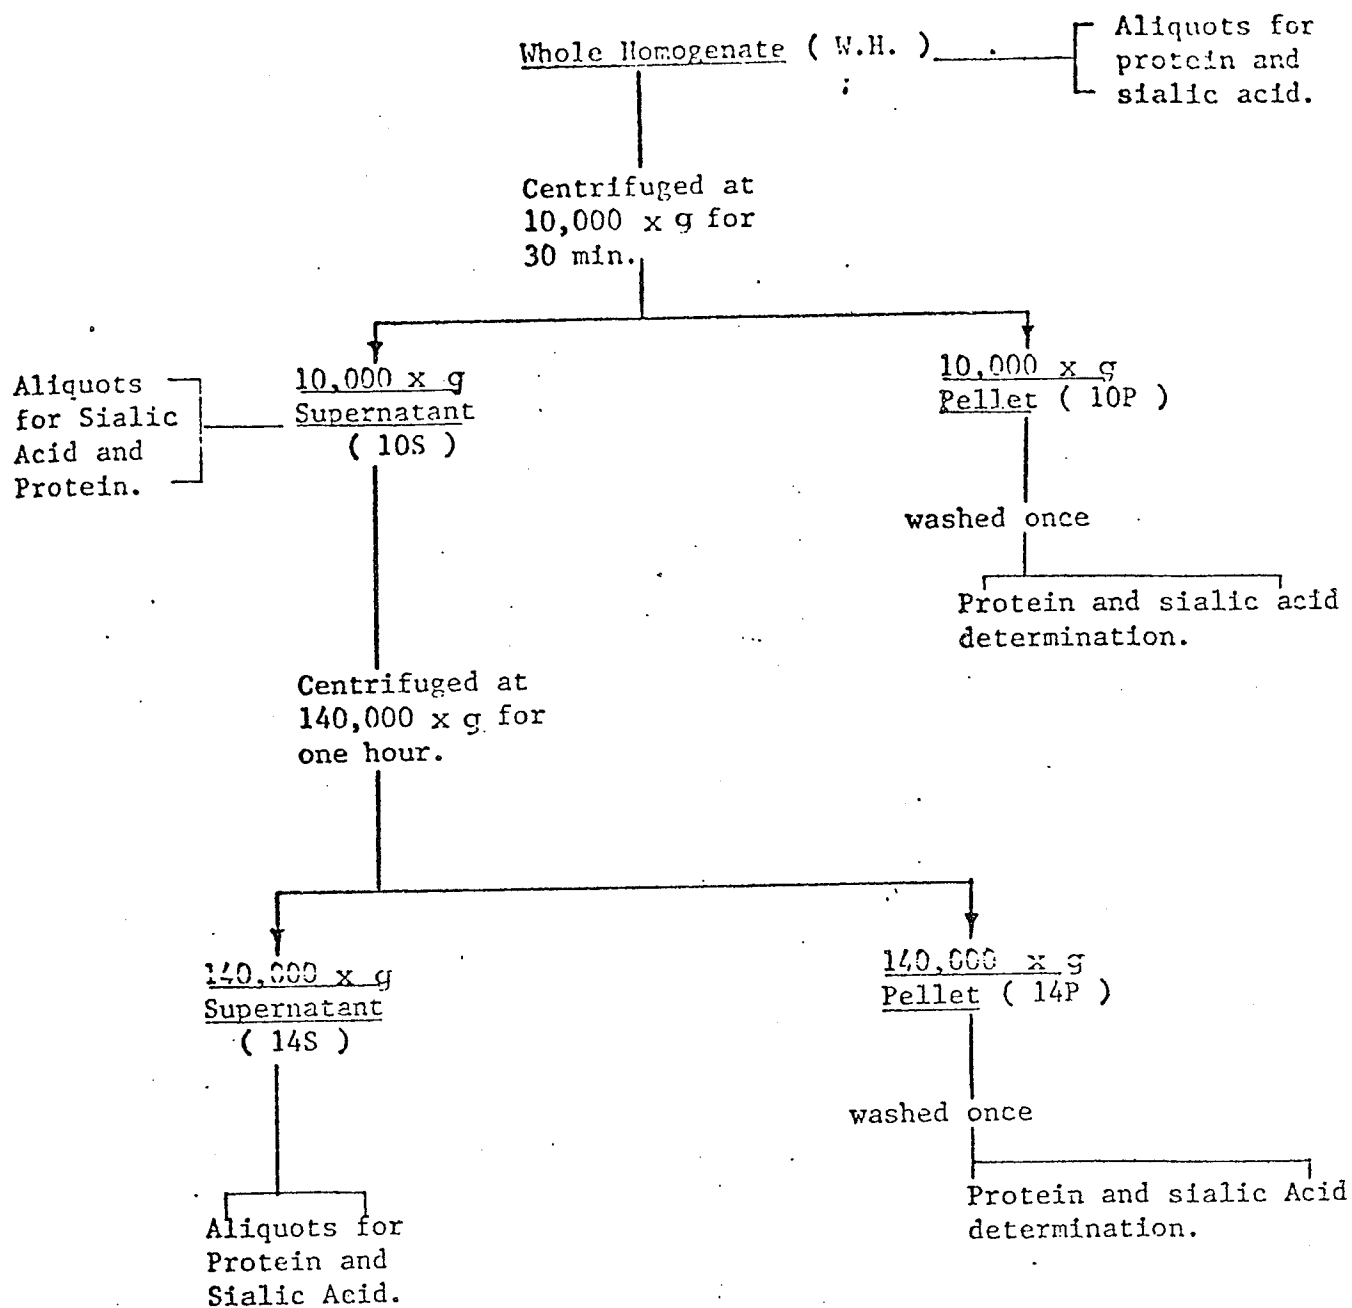 Whole Homogenate ( W.H. )
Aliquots for
protein and
sialic acid.
Centrifuged at
10,000 x g for
30 min.
Aliquots
for Sialic
Acid and
Protein.
10,000 x g
Supernatant
( 10S )
10,000 x g
Pellet ( 10P )
washed once
Protein and sialic acid
determination.
Centrifuged at
140,000 x g for
one hour.
140,000 x g
Supernatant
( 14S )
140,000 x g
Pellet ( 14P )
washed once
Protein and sialic Acid
determination.
Aliquots for
Protein and
Sialic Acid.